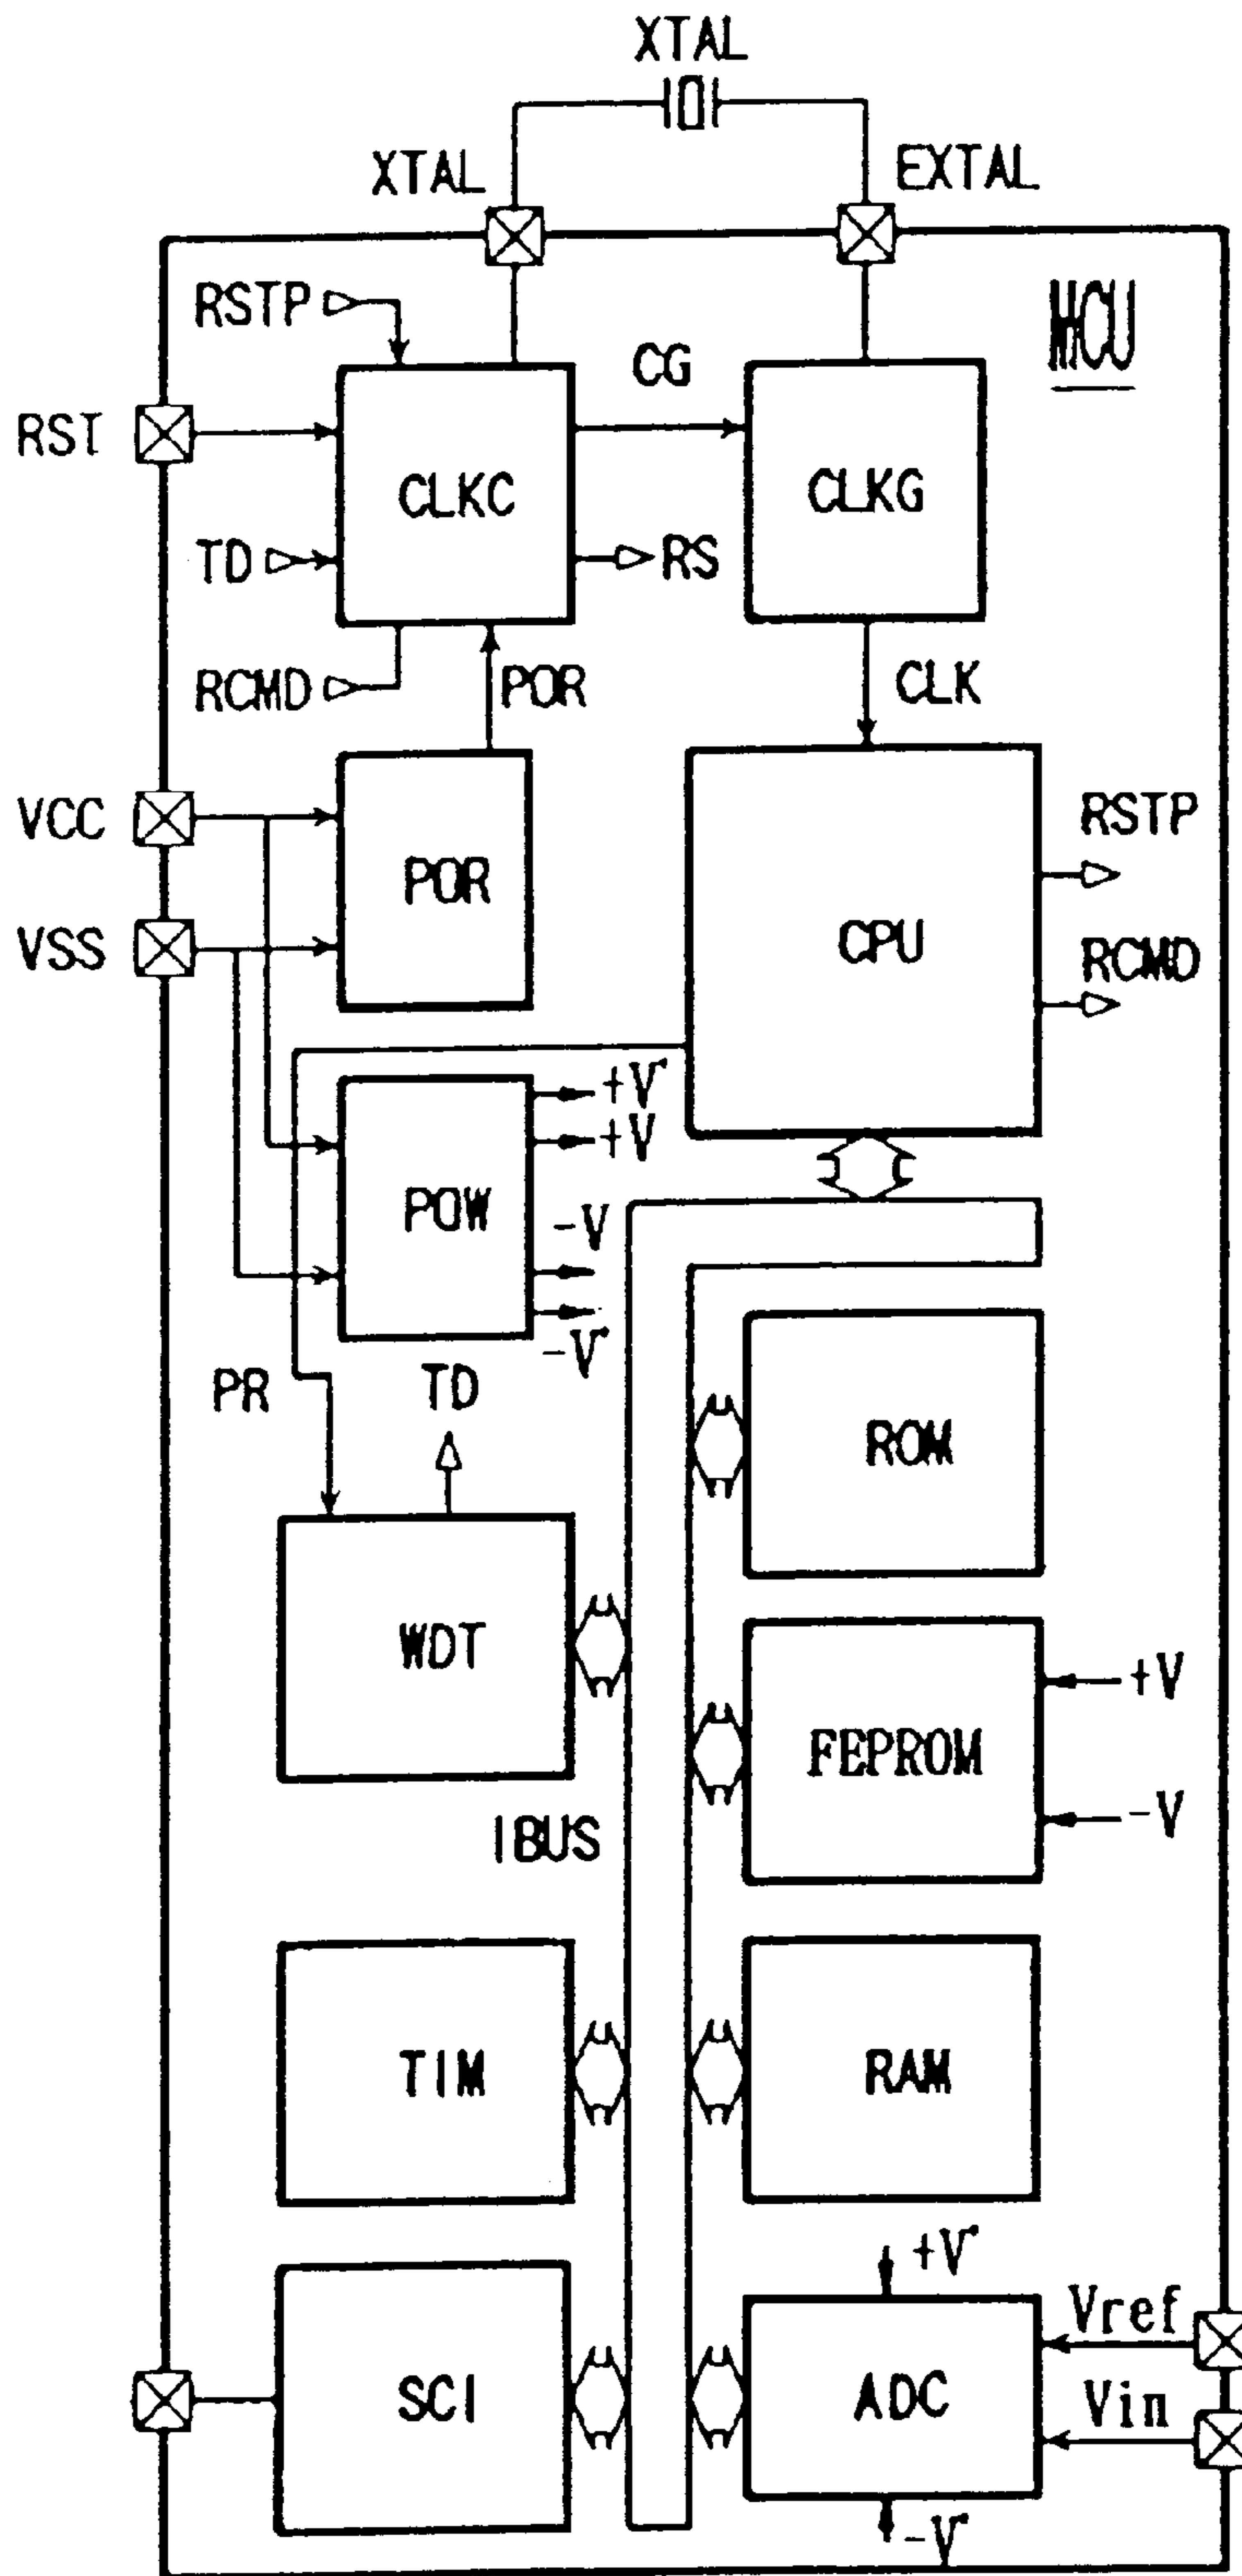 XTAL
XTAL
EXTAL
MCU
RSTP
CG
RST
CLKC
CLKG
TD
RS
RCMD
POR
CLK
VCC
RSTP
POR
CPU
VSS
RCMD
+V'
+V
POW
-V
-V'
PR
TD
ROM
WDT
+V
FEPROM
-V
IBUS
TIM
RAM
+V'
Vref
SCI
ADC
Vin
-V'